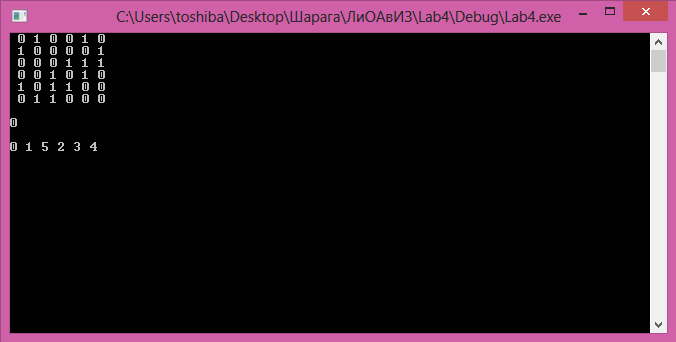 C:\Users\toshiba\Desktop\Шарага\ЛиОАвИЗ\Lab4\Debug\Lab4.exe
0 1 0 0 1 0
1 0 0 0 0 1
0 0 0 1 1 1
0 0 1 0 1 0
1 0 1 1 0 0
0 1 1 0 0 0
0
0 1 5 2 3 4